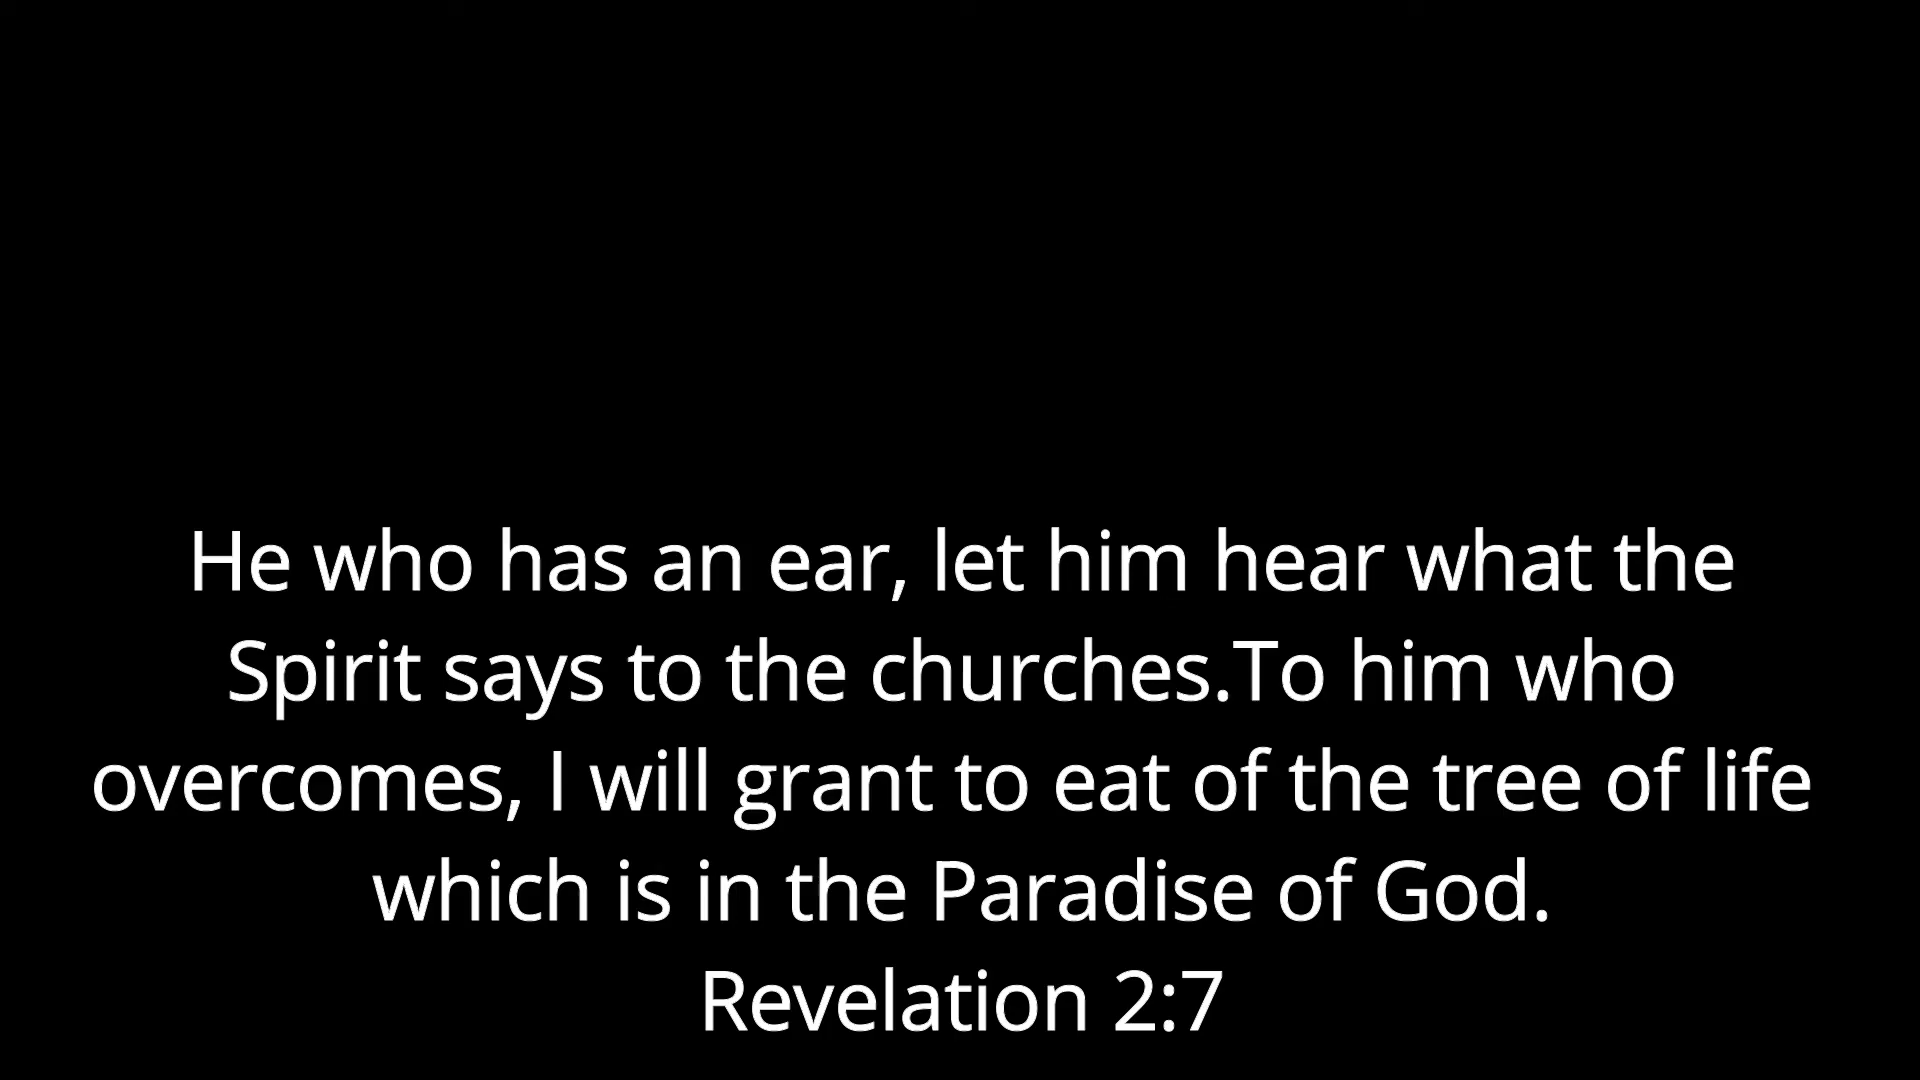 He who has an ear, let him hear what the
Spirit says to the churches.To him who
overcomes, I will grant to eat of the tree of life
which is in the Paradise of God.
Revelation 2:7